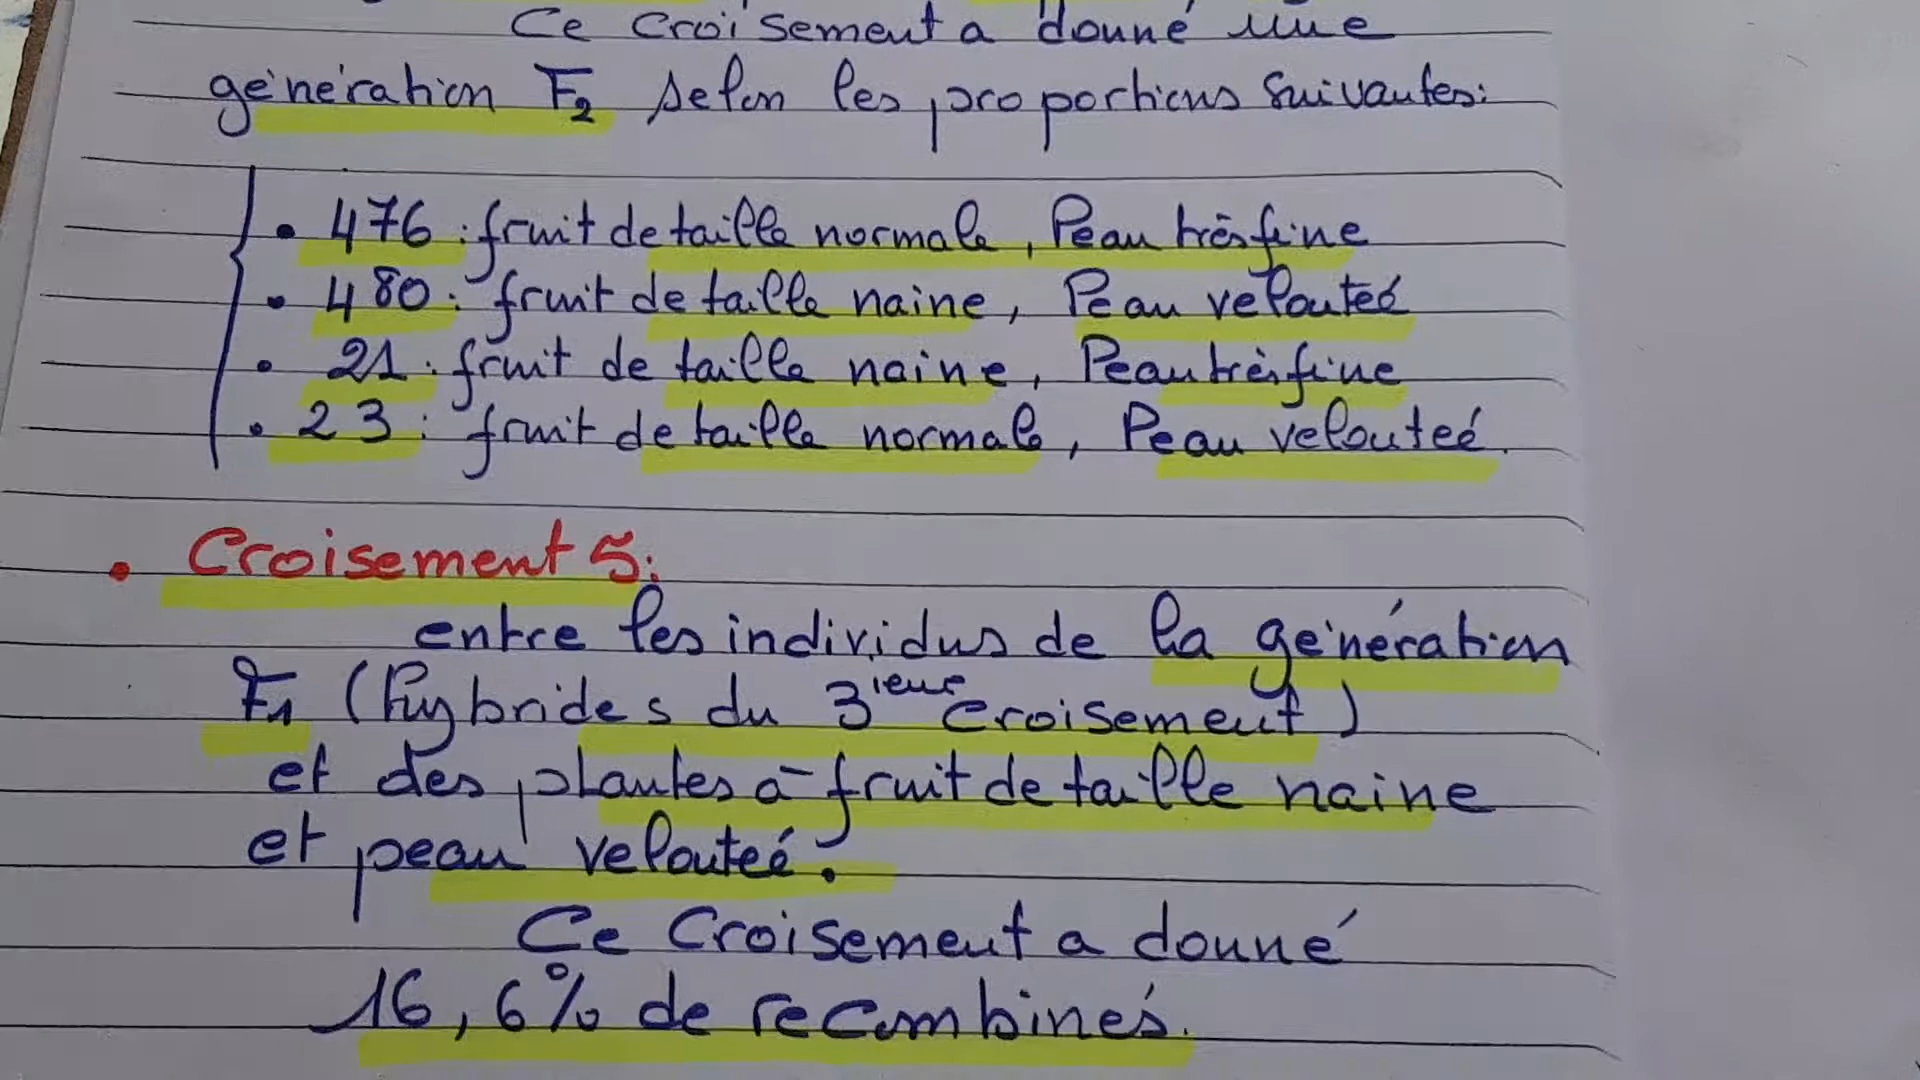 Ce croisement a donné une
génération F2 selon les proportions suivantes:
• 476 : fruit de taille normale, Peau très fine
• 480 : fruit de taille naine, Peau velouteé
• 21 : fruit de taille naine, Peau très fine
• 23 : fruit de taille normale, Peau velouteé.
• Croisement 5:
entre les individus de la génération
F1 (hybrides du 3ieme croisement)
et des plantes à fruit de taille naine
et peau velouteé.
Ce Croisement a donné
16,6% de recombinés.